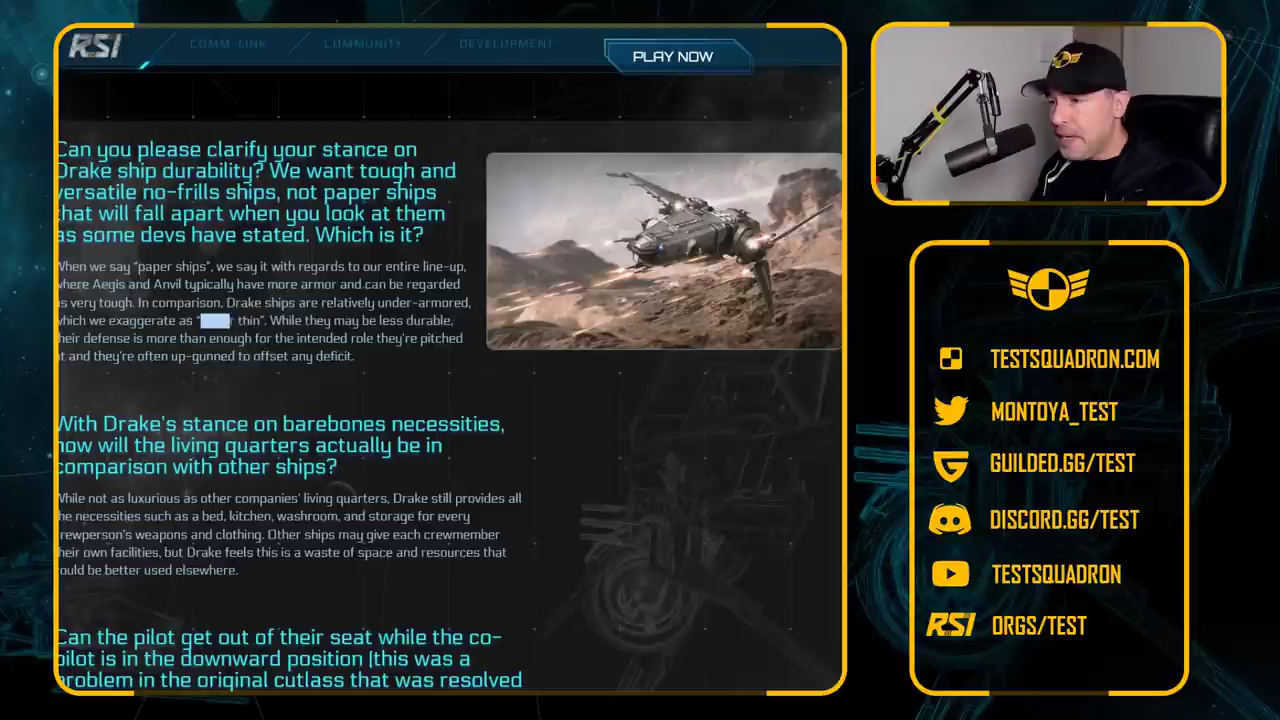 RSI
COMM-LINK
COMMUNITY
DEVELOPMENT
PLAY NOW
Can you please clarify your stance on
Drake ship durability? We want tough and
versatile no-frills ships, not paper ships
that will fall apart when you look at them
as some devs have stated. Which is it?
When we say "paper ships", we say it with regards to our entire line-up,
where Aegis and Anvil typically have more armor and can be regarded
as very tough. In comparison, Drake ships are relatively under-armored,
which we exaggerate as " r thin". While they may be less durable,
their defense is more than enough for the intended role they're pitched
at and they're often up-gunned to offset any deficit.
With Drake's stance on barebones necessities,
how will the living quarters actually be in
comparison with other ships?
While not as luxurious as other companies' living quarters, Drake still provides all
the necessities such as a bed, kitchen, washroom, and storage for every
crewperson's weapons and clothing. Other ships may give each crewmember
their own facilities, but Drake feels this is a waste of space and resources that
could be better used elsewhere.
Can the pilot get out of their seat while the co-
pilot is in the downward position (this was a
problem in the original cutlass that was resolved
TESTSQUADRON.COM
MONTOYA_TEST
GUILDED.GG/TEST
DISCORD.GG/TEST
TESTSQUADRON
RSI ORGS/TEST